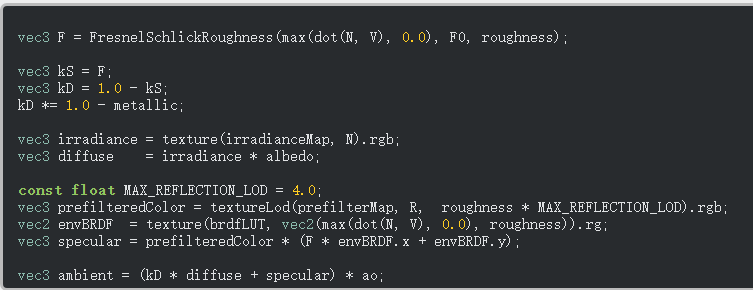 vec3 F = FresnelSchlickRoughness(max(dot(N, V), 0.0), F0, roughness);
vec3 kS = F;
vec3 kD = 1.0 - kS;
kD *= 1.0 - metallic;
vec3 irradiance = texture(irradianceMap, N).rgb;
vec3 diffuse    = irradiance * albedo;
const float MAX_REFLECTION_LOD = 4.0;
vec3 prefilteredColor = textureLod(prefilterMap, R,  roughness * MAX_REFLECTION_LOD).rgb;
vec2 envBRDF  = texture(brdfLUT, vec2(max(dot(N, V), 0.0), roughness)).rg;
vec3 specular = prefilteredColor * (F * envBRDF.x + envBRDF.y);
vec3 ambient = (kD * diffuse + specular) * ao;